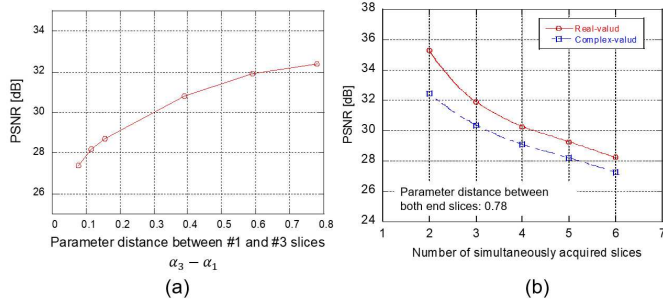 (a)
34
32
30
28
26
PSNR [dB]
0 0.1 0.2 0.3 0.4 0.5 0.6 0.7 0.8
Parameter distance between #1 and #3 slices
α₃ − α₁
(a)
38
36
34
32
30
28
26
24
22
PSNR [dB]
Real-valud
Complex-valud
Parameter distance between
both end slices: 0.78
1 2 3 4 5 6 7
Number of simultaneously acquired slices
(b)